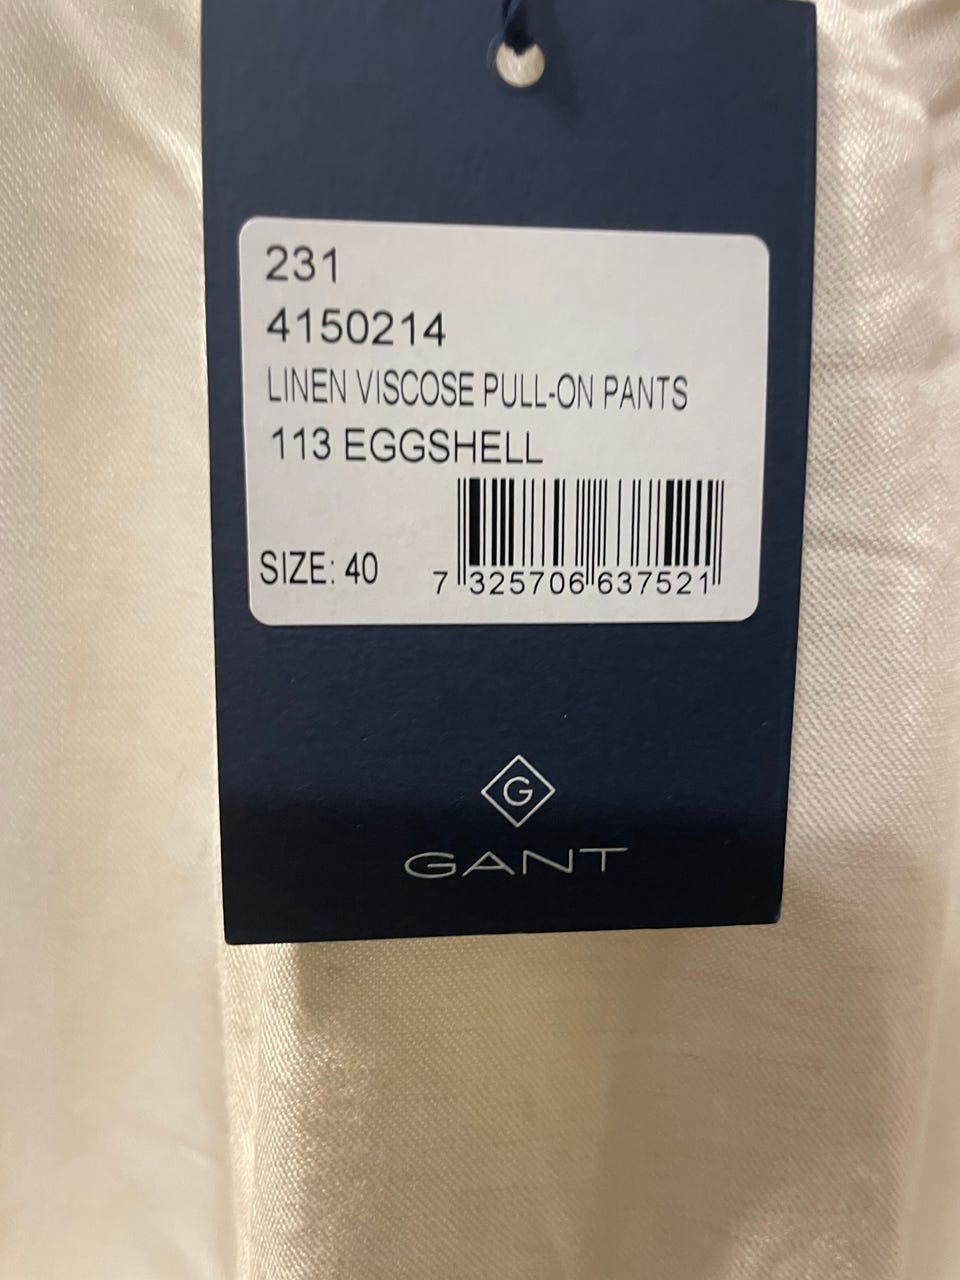 231
4150214
LINEN VISCOSE PULL-ON PANTS
113 EGGSHELL
SIZE: 40
7 325706 637521
G
GANT